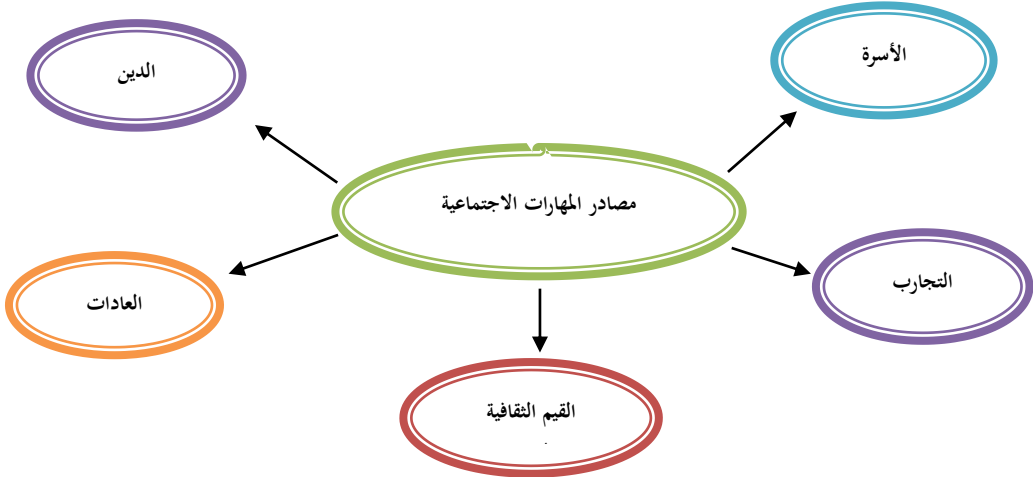 الأسرة
الدين
مصادر المهارات الاجتماعية
التجارب
العادات
القيم الثقافية